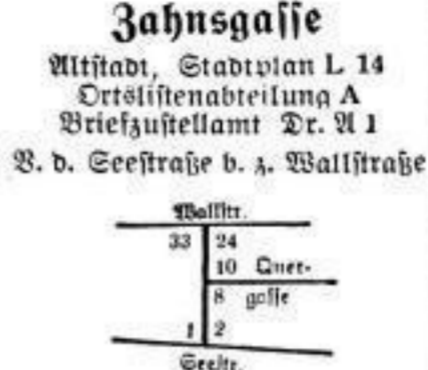 Zahnsgasse
Altstadt, Stadtplan L 14
Ortslistenabteilung A
Briefzustellamt Dr. A 1
V. d. Seestraße b. z. Wallstraße
Wallstr.
33 24
10 Quer-
8 gasse
1 2
Seestr.